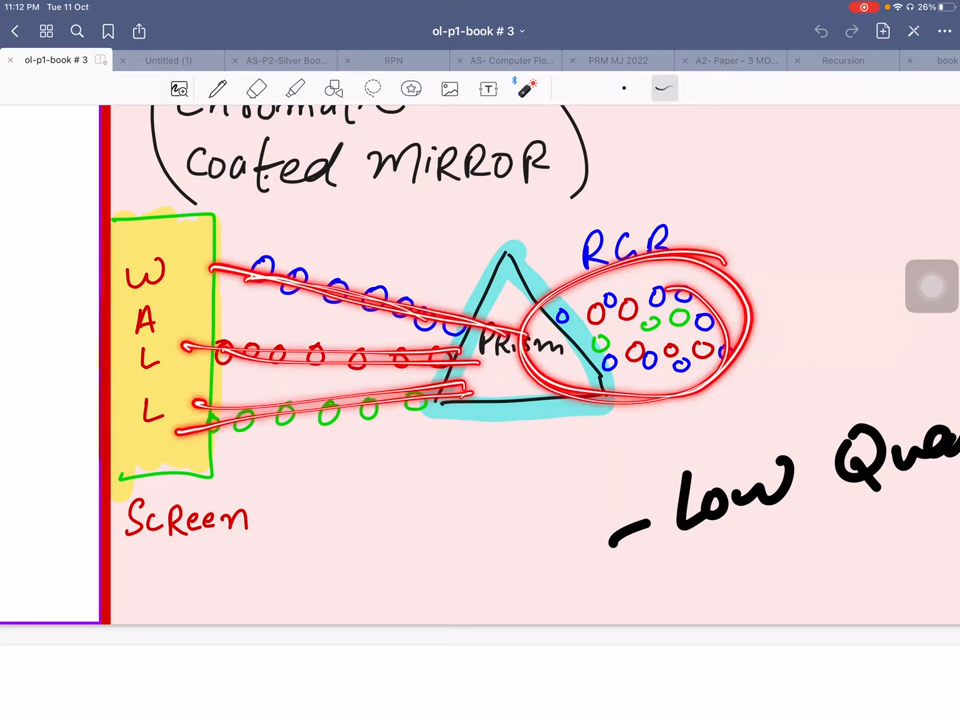 11:12 PM Tue 11 Oct
26%
ol-p1-book # 3
ol-p1-book # 3
Untitled (1)
AS-P2-Silver Boo...
RPN
AS- Computer Flo...
PRM MJ 2022
A2- Paper - 3 MO...
Recursion
book
coated MiRROR
RGB
W
A
L
L
PRism
- Low
Screen